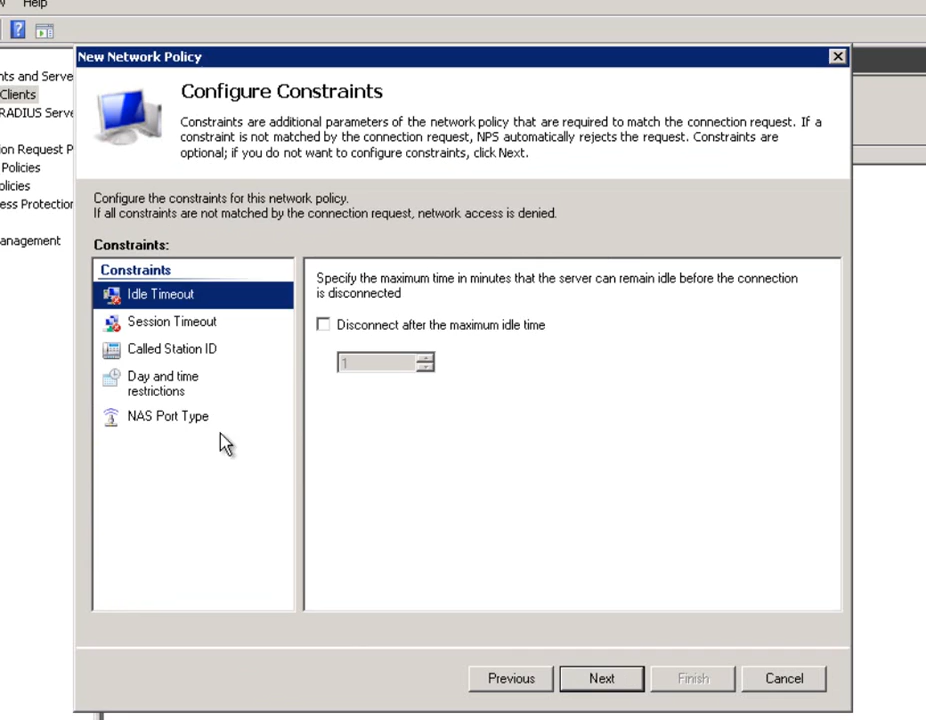 Help
New Network Policy
Configure Constraints
Constraints are additional parameters of the network policy that are required to match the connection request. If a
constraint is not matched by the connection request, NPS automatically rejects the request. Constraints are
optional; if you do not want to configure constraints, click Next.
nts and Serve
Clients
RADIUS Serve
ion Request P
Policies
olicies
ess Protection
anagement
Configure the constraints for this network policy.
If all constraints are not matched by the connection request, network access is denied.
Constraints:
Constraints
Idle Timeout
Session Timeout
Called Station ID
Day and time
restrictions
NAS Port Type
Specify the maximum time in minutes that the server can remain idle before the connection
is disconnected
Disconnect after the maximum idle time
1
Previous
Next
Finish
Cancel